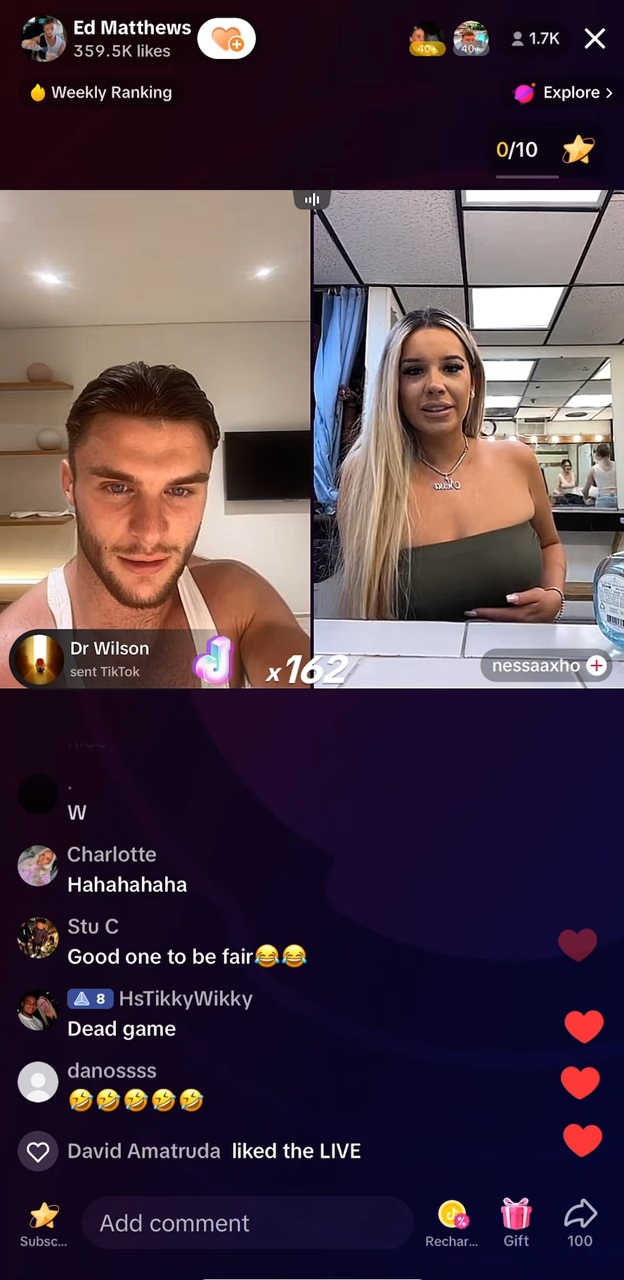 Ed Matthews
359.5K likes
40+
40+
1.7K
Weekly Ranking
Explore >
0/10
Dr Wilson
sent TikTok
x162
nessaaxho
.
W
Charlotte
Hahahahaha
Stu C
Good one to be fair😂😂
8 HsTikkyWikky
Dead game
danossss
🤣🤣🤣🤣🤣
David Amatruda liked the LIVE
Add comment
Subsc...
Rechar...
Gift
100